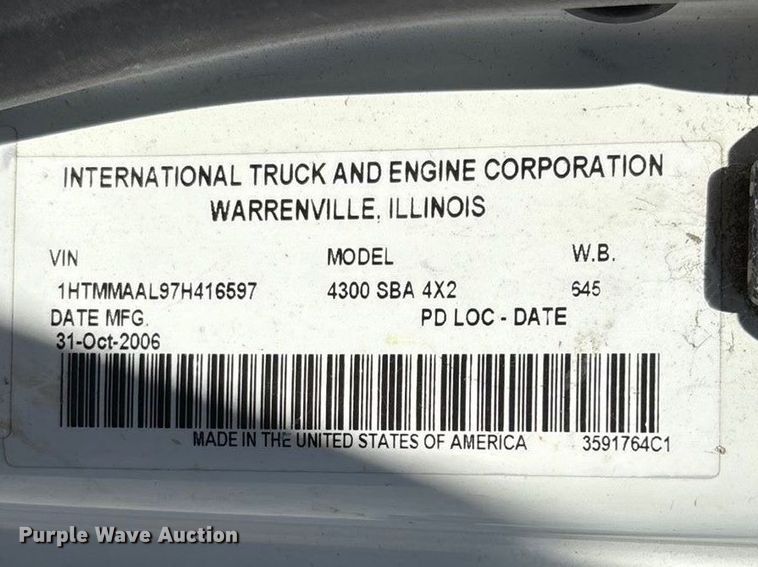 INTERNATIONAL TRUCK AND ENGINE CORPORATION
WARRENVILLE, ILLINOIS
VIN MODEL W.B.
1HTMMAAL97H416597 4300 SBA 4X2 645
DATE MFG. PD LOC - DATE
31-Oct-2006
MADE IN THE UNITED STATES OF AMERICA 3591764C1
Purple Wave Auction